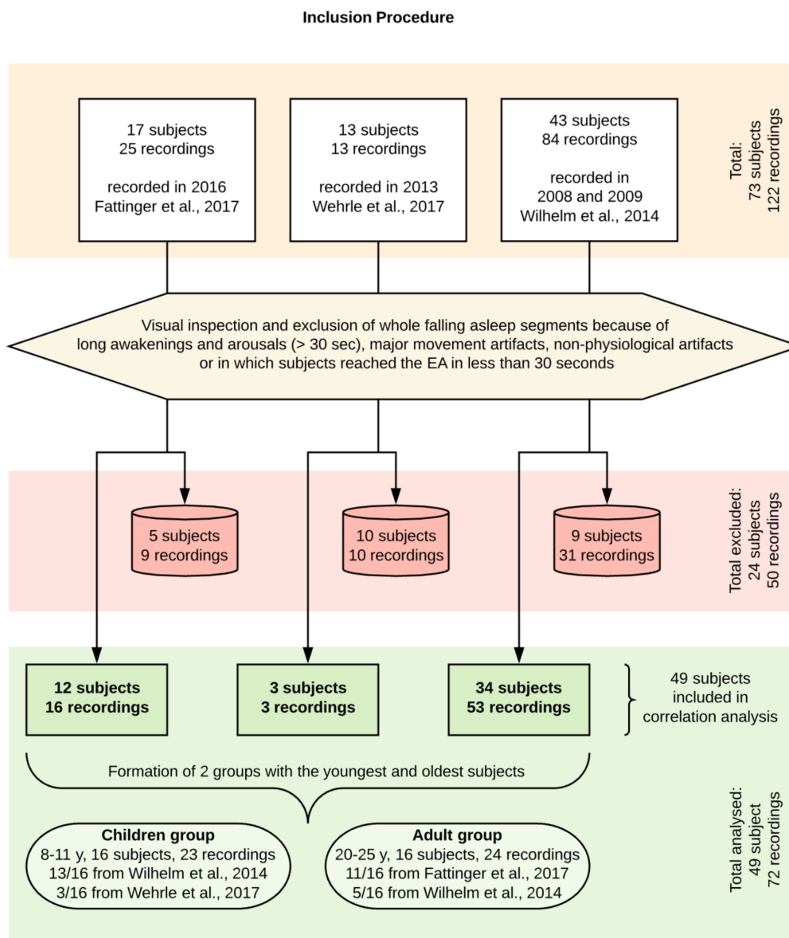 Inclusion Procedure
17 subjects
25 recordings
recorded in 2016
Fattinger et al., 2017
13 subjects
13 recordings
recorded in 2013
Wehrle et al., 2017
43 subjects
84 recordings
recorded in
2008 and 2009
Wilhelm et al., 2014
Total:
73 subjects
122 recordings
Visual inspection and exclusion of whole falling asleep segments because of
long awakenings and arousals (> 30 sec), major movement artifacts, non-physiological artifacts
or in which subjects reached the EA in less than 30 seconds
5 subjects
9 recordings
10 subjects
10 recordings
9 subjects
31 recordings
Total excluded:
24 subjects
50 recordings
12 subjects
16 recordings
3 subjects
3 recordings
34 subjects
53 recordings
49 subjects
included in
correlation analysis
Formation of 2 groups with the youngest and oldest subjects
Children group
8-11 y, 16 subjects, 23 recordings
13/16 from Wilhelm et al., 2014
3/16 from Wehrle et al., 2017
Adult group
20-25 y, 16 subjects, 24 recordings
11/16 from Fattinger et al., 2017
5/16 from Wilhelm et al., 2014
Total analysed:
49 subject
72 recordings